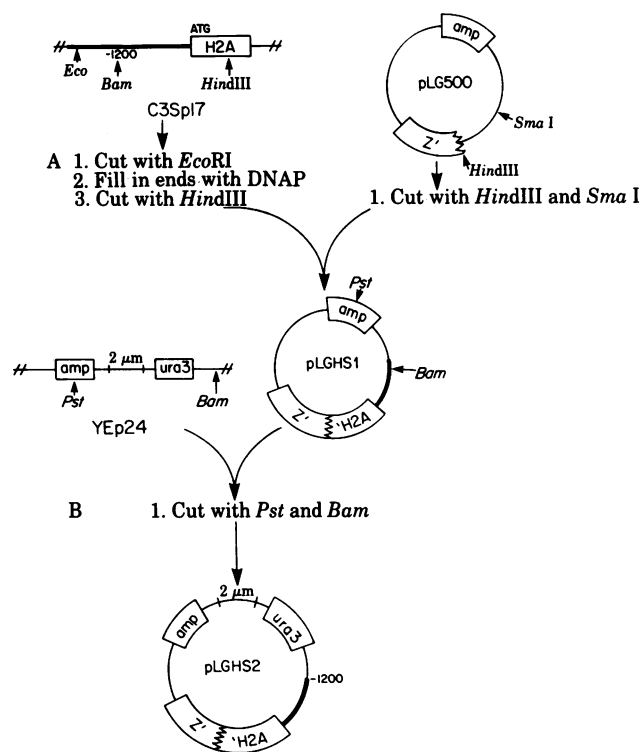 ATG
H2A
-1200
Eco
Bam
HindIII
C3Sp17
A 1. Cut with EcoRI
2. Fill in ends with DNAP
3. Cut with HindIII
amp
pLG500
Sma I
Z'
HindIII
1. Cut with HindIII and Sma I
Pst
amp
pLGHS1
Bam
Z'
'H2A
amp
2 µm
ura3
Pst
Bam
YEp24
B 1. Cut with Pst and Bam
2 µm
amp
ura3
pLGHS2
-1200
Z'
'H2A